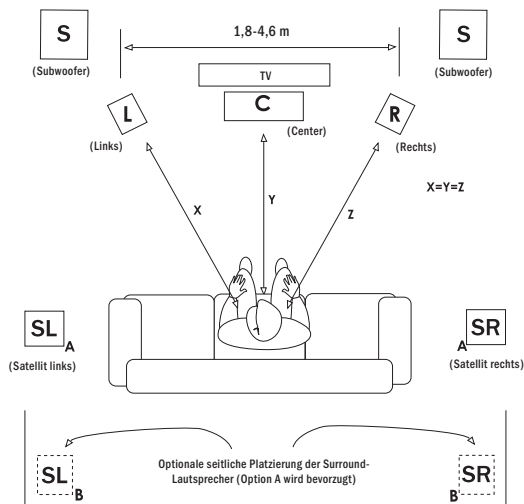 S
1,8-4,6 m
S
(Subwoofer)
(Subwoofer)
TV
C
L
R
(Center)
(Links)
(Rechts)
X
Y
Z
X=Y=Z
SL
A
A
SR
(Satellit links)
(Satellit rechts)
Optionale seitliche Platzierung der Surround-
Lautsprecher (Option A wird bevorzugt)
SL
B
B
SR